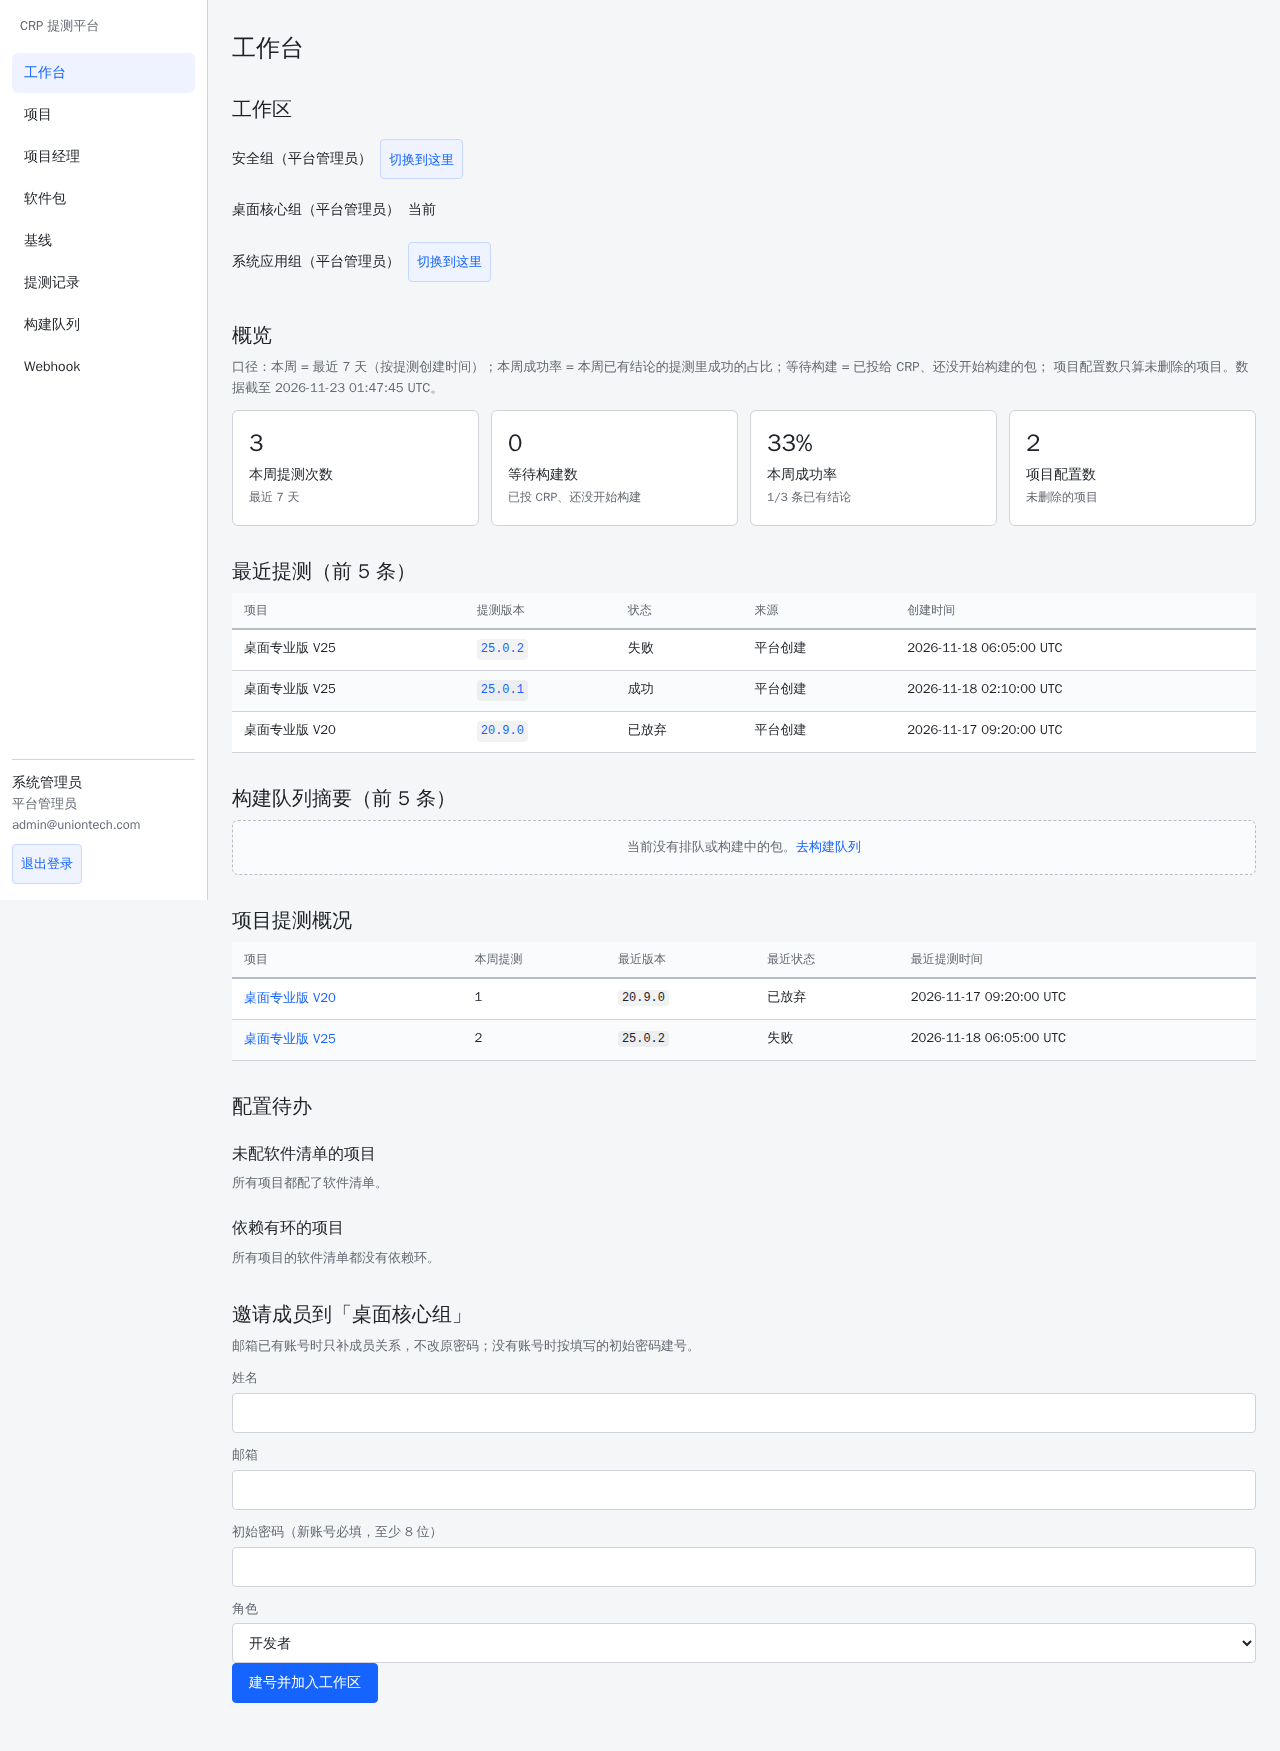 CRP 提测平台
工作台
项目
项目经理
软件包
基线
提测记录
构建队列
Webhook
系统管理员
平台管理员
admin@uniontech.com
退出登录
工作台
工作区
安全组（平台管理员） 切换到这里
桌面核心组（平台管理员） 当前
系统应用组（平台管理员） 切换到这里
概览
口径：本周 = 最近 7 天（按提测创建时间）；本周成功率 = 本周已有结论的提测里成功的占比；等待构建 = 已投给 CRP、还没开始构建的包； 项目配置数只算未删除的项目。数
据截至 2026-11-23 01:47:45 UTC。
3
本周提测次数
最近 7 天
0
等待构建数
已投 CRP、还没开始构建
33%
本周成功率
1/3 条已有结论
2
项目配置数
未删除的项目
最近提测（前 5 条）
项目 提测版本 状态 来源 创建时间
桌面专业版 V25 25.0.2 失败 平台创建 2026-11-18 06:05:00 UTC
桌面专业版 V25 25.0.1 成功 平台创建 2026-11-18 02:10:00 UTC
桌面专业版 V20 20.9.0 已放弃 平台创建 2026-11-17 09:20:00 UTC
构建队列摘要（前 5 条）
当前没有排队或构建中的包。去构建队列
项目提测概况
项目 本周提测 最近版本 最近状态 最近提测时间
桌面专业版 V20 1 20.9.0 已放弃 2026-11-17 09:20:00 UTC
桌面专业版 V25 2 25.0.2 失败 2026-11-18 06:05:00 UTC
配置待办
未配软件清单的项目
所有项目都配了软件清单。
依赖有环的项目
所有项目的软件清单都没有依赖环。
邀请成员到「桌面核心组」
邮箱已有账号时只补成员关系，不改原密码；没有账号时按填写的初始密码建号。
姓名
邮箱
初始密码（新账号必填，至少 8 位）
角色
开发者
建号并加入工作区